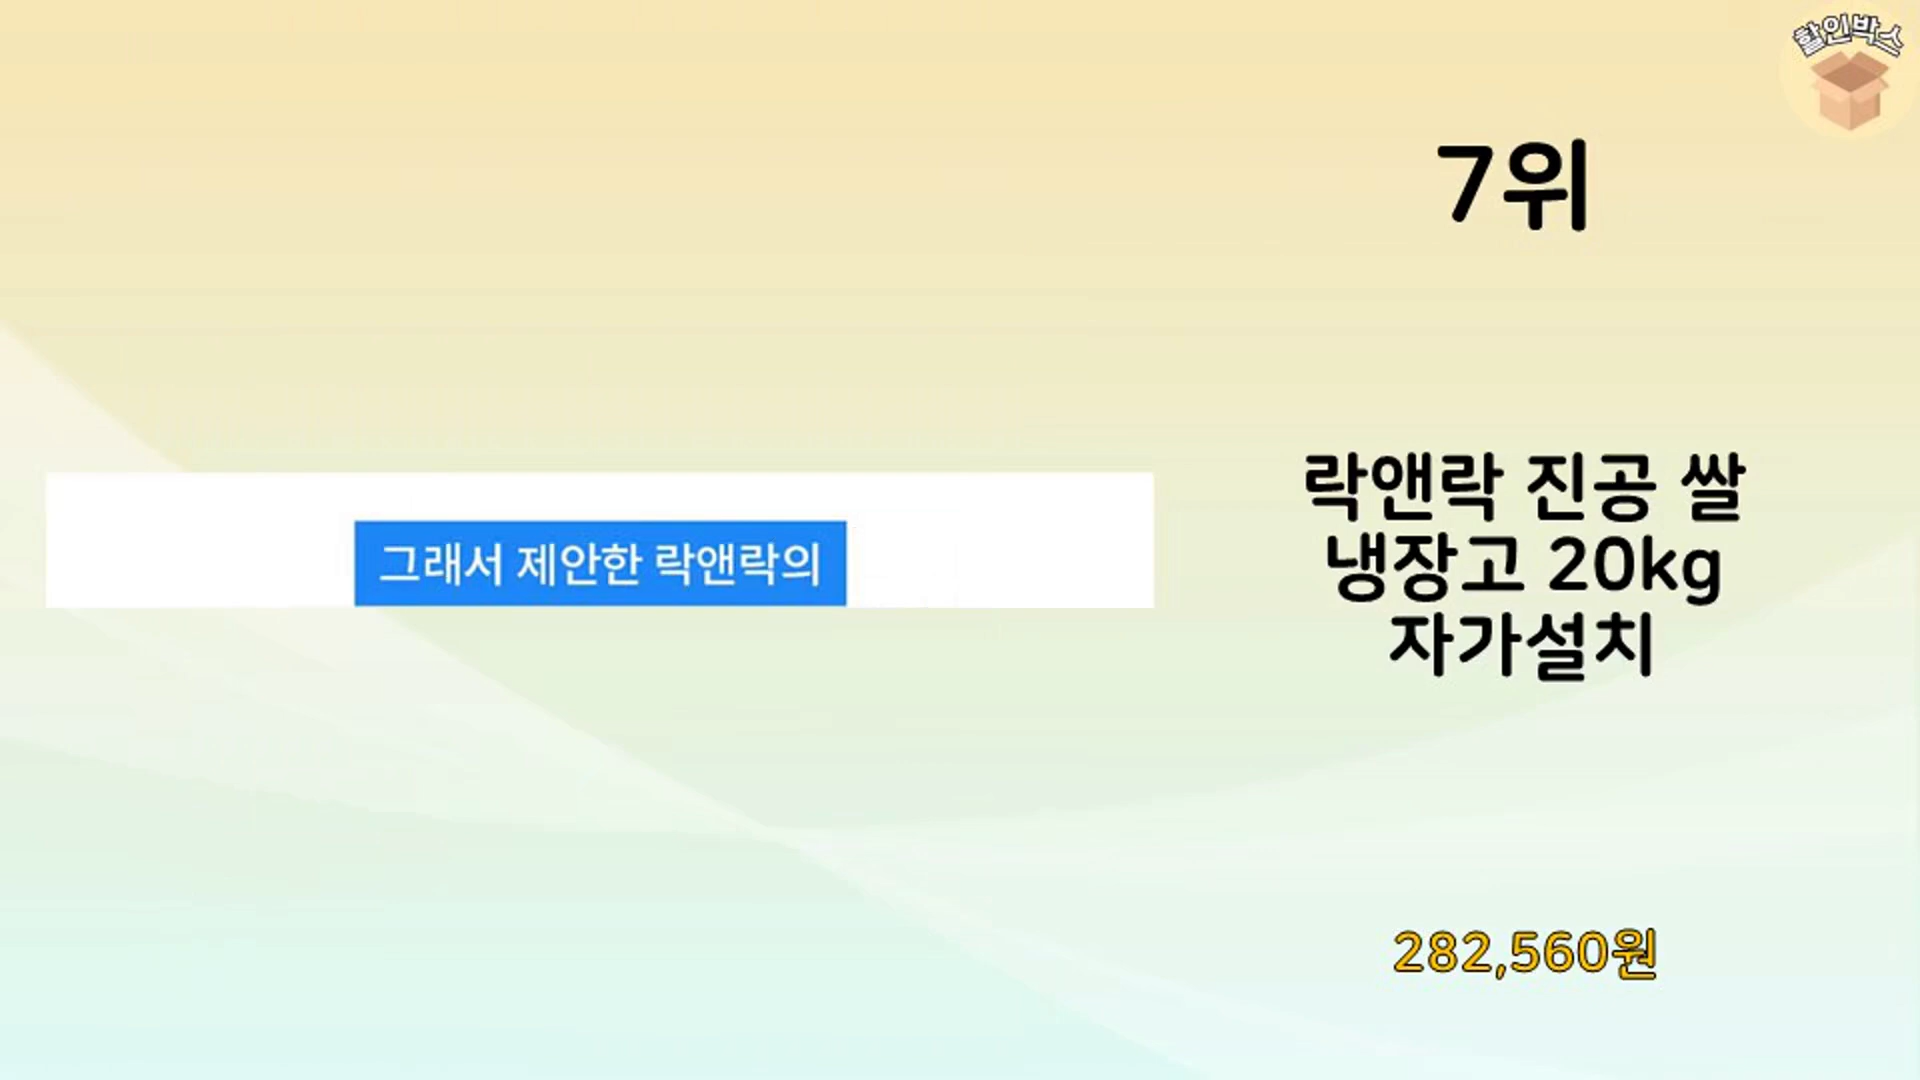 할인박스
7위
그래서 제안한 락앤락의
락앤락 진공 쌀
냉장고 20kg
자가설치
282,560원